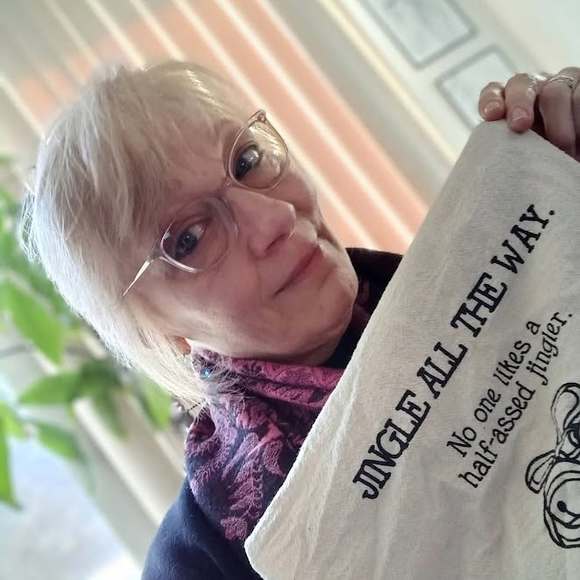 JINGLE ALL THE WAY.
No one likes a
half-assed jingler.